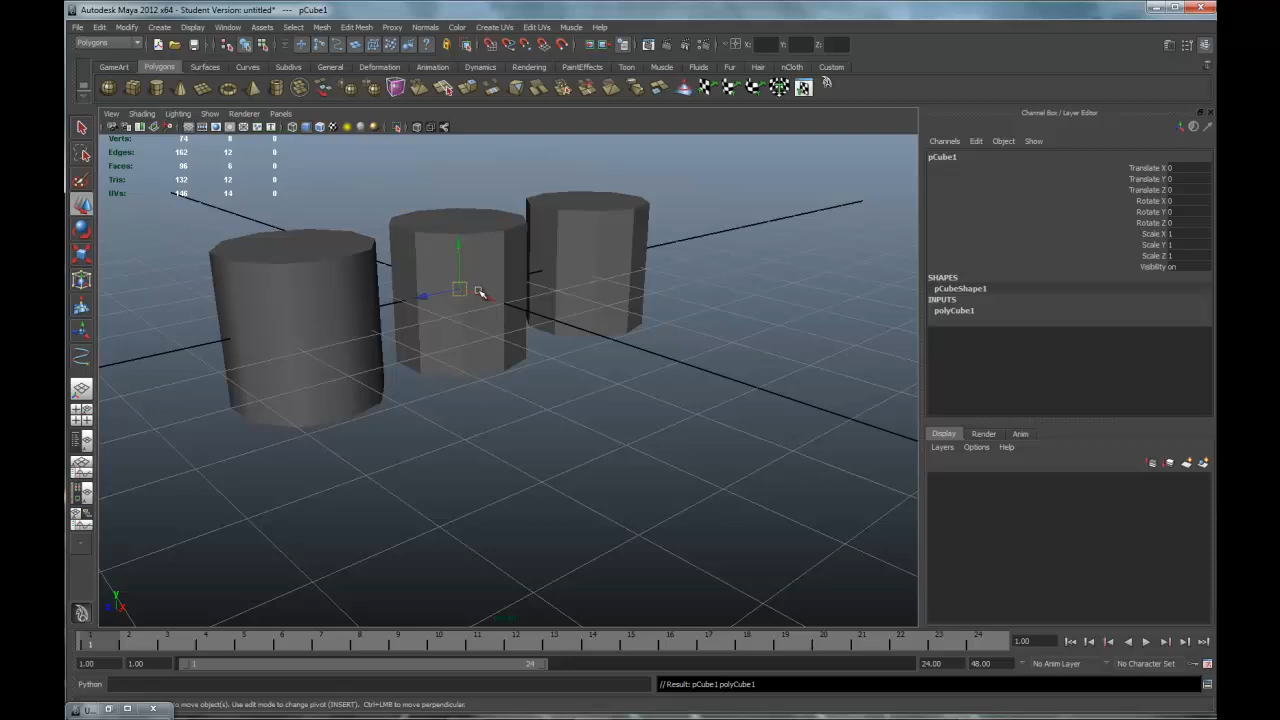 Autodesk Maya 2012 x64 - Student Version: untitled* --- pCube1
File Edit Modify Create Display Window Assets Select Mesh Edit Mesh Proxy Normals Color Create UVs Edit UVs Muscle Help
Polygons X: Y: Z:
GameArt Polygons Surfaces Curves Subdivs General Deformation Animation Dynamics Rendering PaintEffects Toon Muscle Fluids Fur Hair nCloth Custom
View Shading Lighting Show Renderer Panels
Channel Box / Layer Editor
Verts: 74 8 0
Edges: 162 12 0
Faces: 96 6 0
Tris: 132 12 0
UVs: 146 14 0
Channels Edit Object Show
pCube1
Translate X 0
Translate Y 0
Translate Z 0
Rotate X 0
Rotate Y 0
Rotate Z 0
Scale X 1
Scale Y 1
Scale Z 1
Visibility on
SHAPES
pCubeShape1
INPUTS
polyCube1
Display Render Anim
Layers Options Help
y
x
1 2 3 4 5 6 7 8 9 10 11 12 13 14 15 16 17 18 19 20 21 22 23 24
1
1.00
1.00 1.00 1 24 24.00 48.00 No Anim Layer No Character Set
Python // Result: pCube1 polyCube1
to move object(s). Use edit mode to change pivot (INSERT). Ctrl+LMB to move perpendicular.
U...